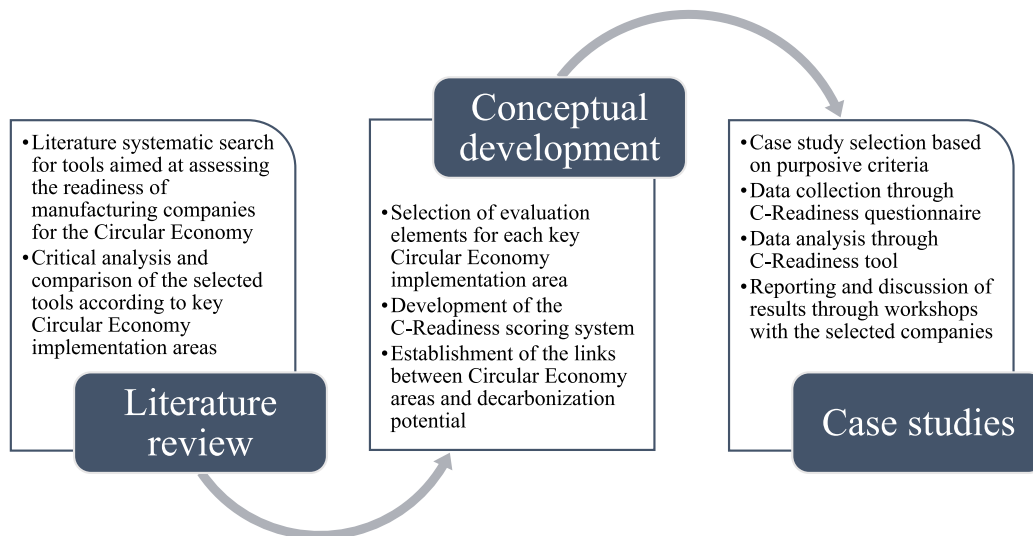 •Literature systematic search
for tools aimed at assessing
the readiness of
manufacturing companies
for the Circular Economy
•Critical analysis and
comparison of the selected
tools according to key
Circular Economy
implementation areas
Literature
review
Conceptual
development
•Selection of evaluation
elements for each key
Circular Economy
implementation area
•Development of the
C-Readiness scoring system
•Establishment of the links
between Circular Economy
areas and decarbonization
potential
•Case study selection based
on purposive criteria
•Data collection through
C-Readiness questionnaire
•Data analysis through
C-Readiness tool
•Reporting and discussion of
results through workshops
with the selected companies
Case studies